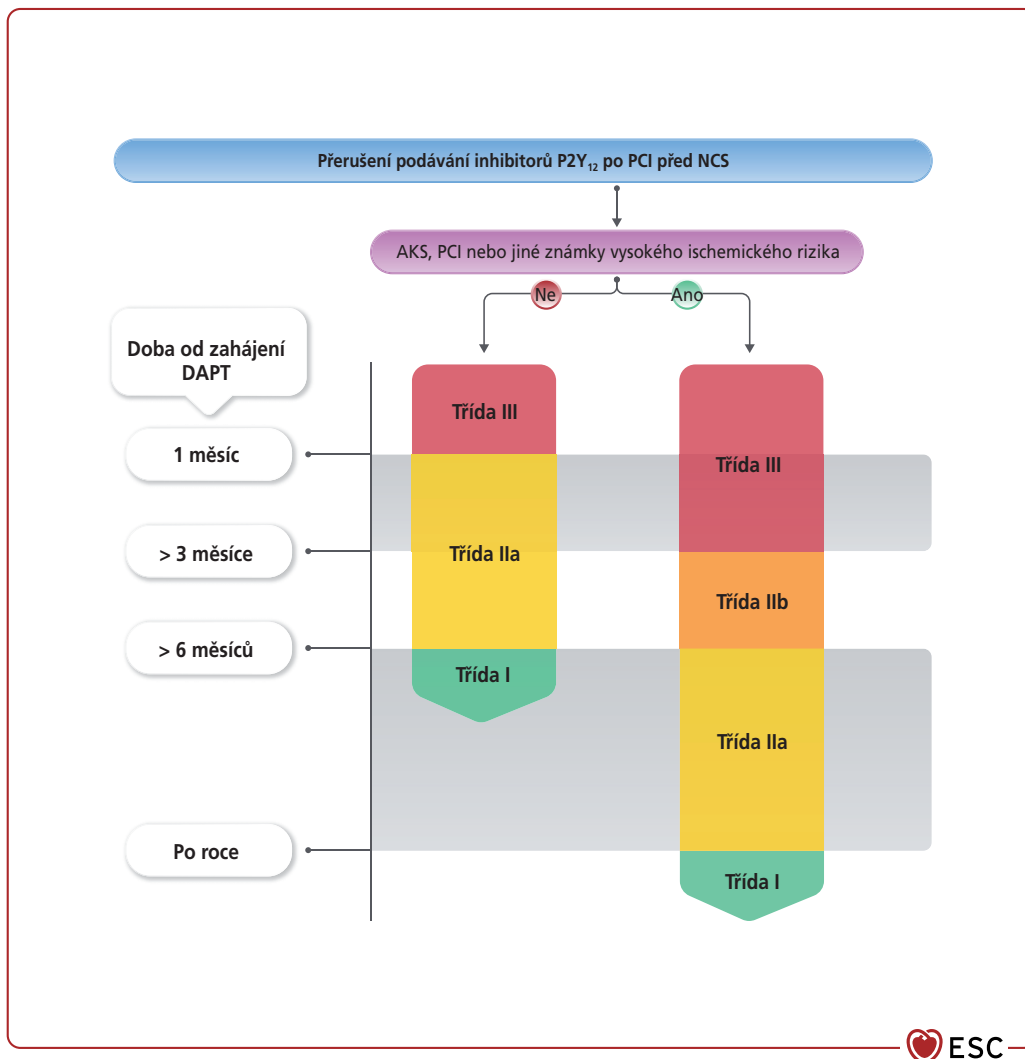 Přerušení podávání inhibitorů P2Y12 po PCI před NCS
AKS, PCI nebo jiné známky vysokého ischemického rizika
Ne
Ano
Doba od zahájení
DAPT
Třída III
1 měsíc
Třída III
> 3 měsíce
Třída IIa
Třída IIb
> 6 měsíců
Třída I
Třída IIa
Po roce
Třída I
ESC